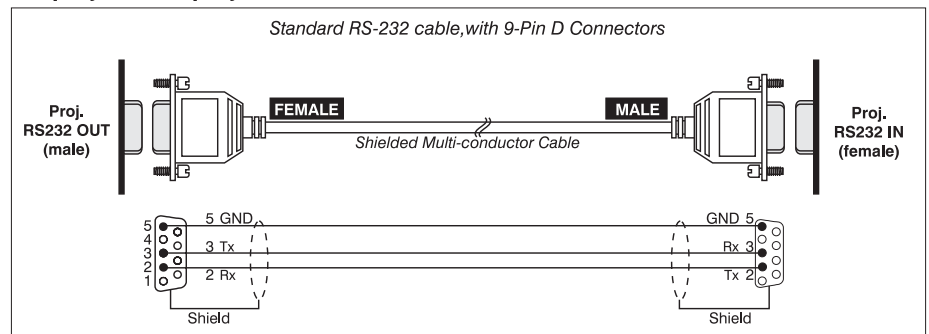 Standard RS-232 cable,with 9-Pin D Connectors
Proj.
RS232 OUT
(male)
FEMALE
MALE
Shielded Multi-conductor Cable
Proj.
RS232 IN
(female)
5 GND
GND 5
5
4
3
2
1
3 Tx
Rx 3
2 Rx
Tx 2
Shield
Shield